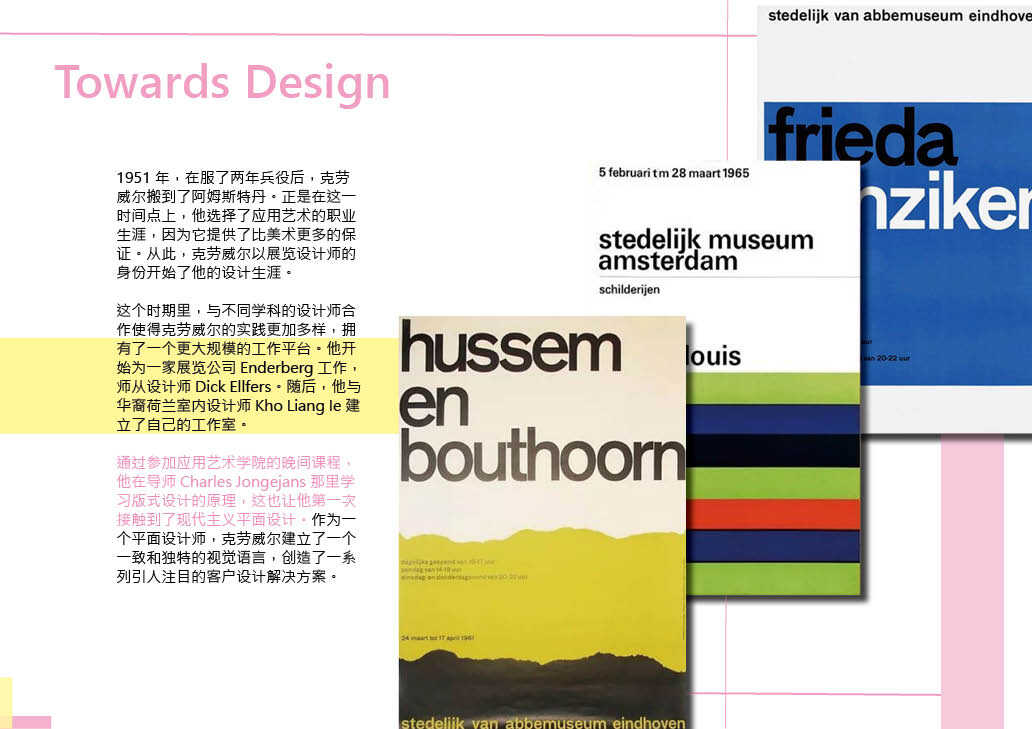 Towards Design
1951 年，在服了两年兵役后，克劳
威尔搬到了阿姆斯特丹。正是在这一
时间点上，他选择了应用艺术的职业
生涯，因为它提供了比美术更多的保
证。从此，克劳威尔以展览设计师的
身份开始了他的设计生涯。
这个时期里，与不同学科的设计师合
作使得克劳威尔的实践更加多样，拥
有了一个更大规模的工作平台。他开
始为一家展览公司 Enderberg 工作，
师从设计师 Dick Ellfers。随后，他与
华裔荷兰室内设计师 Kho Liang Ie 建
立了自己的工作室。
通过参加应用艺术学院的晚间课程，
他在导师 Charles Jongejans 那里学
习版式设计的原理，这也让他第一次
接触到了现代主义平面设计。作为一
个平面设计师，克劳威尔建立了一个
一致和独特的视觉语言，创造了一系
列引人注目的客户设计解决方案。
hussem
en
bouthoorn
dagelijks geopend van 10-17 uur
zondag van 14-18 uur
dinsdag- en donderdagavond van 20-22 uur
24 maart tot 17 april 1961
stedelijk van abbemuseum eindhoven
5 februari t m 28 maart 1965
stedelijk museum
amsterdam
schilderijen
louis
stedelijk van abbemuseum eindhove
frieda
nziker
uur
van 20-22 uur